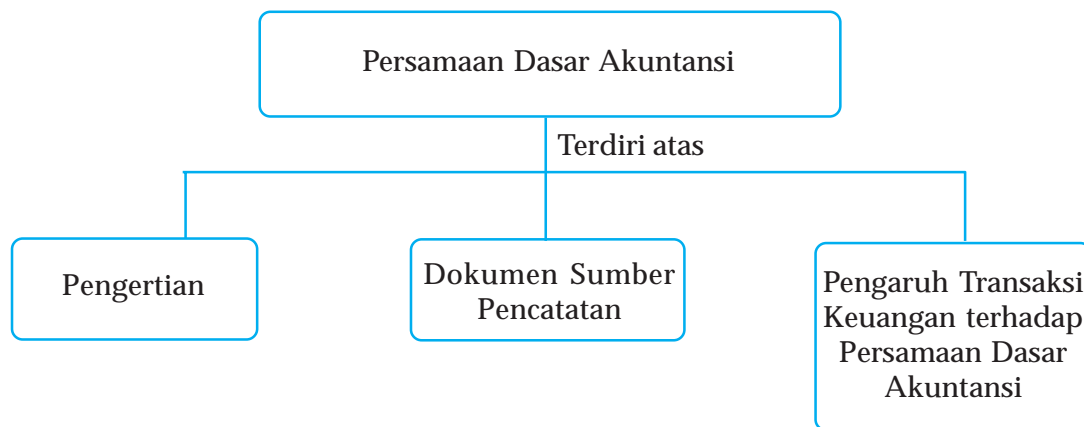 Persamaan Dasar Akuntansi
Terdiri atas
Pengertian
Dokumen Sumber
Pencatatan
Pengaruh Transaksi
Keuangan terhadap
Persamaan Dasar
Akuntansi